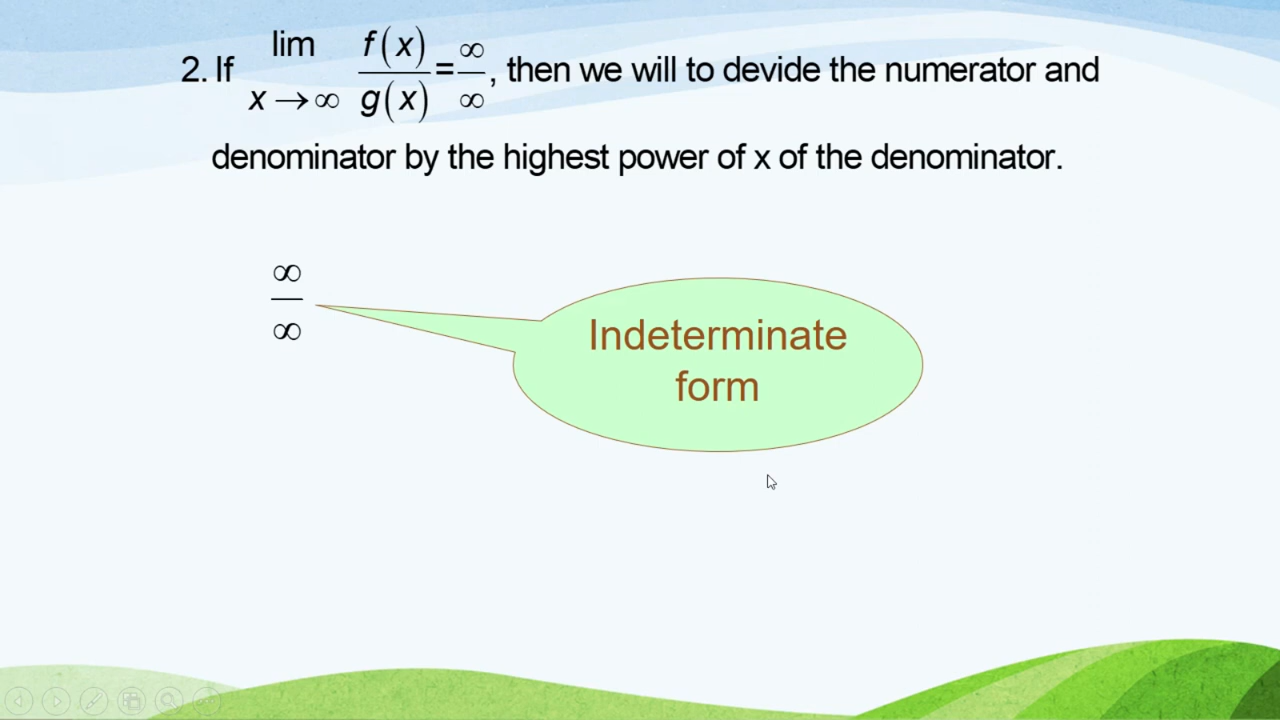 2. If lim x → ∞ f(x)/g(x) = ∞/∞, then we will to devide the numerator and
denominator by the highest power of x of the denominator.
∞/∞
Indeterminate
form